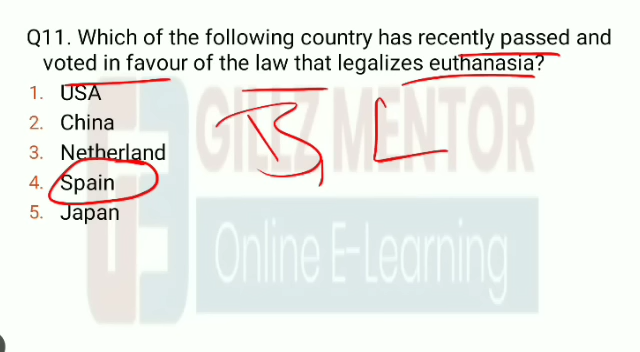 Q11. Which of the following country has recently passed and
voted in favour of the law that legalizes euthanasia?
1. USA
2. China
3. Netherland
4. Spain
5. Japan
GILLZ MENTOR
Online E-Learning